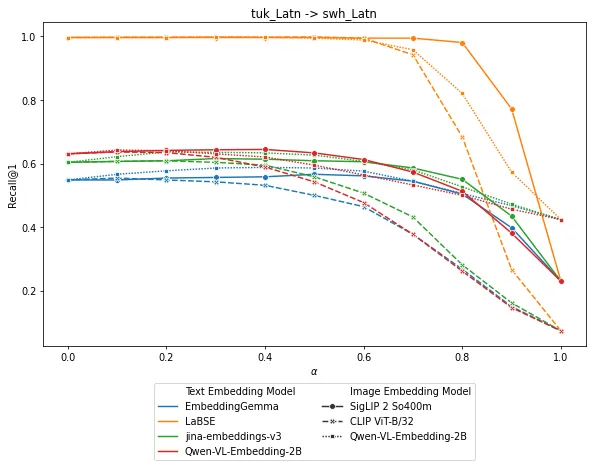 tuk_Latn -> swh_Latn
Recall@1
1.0
0.8
0.6
0.4
0.2
0.0 0.2 0.4 0.6 0.8 1.0
α
Text Embedding Model
EmbeddingGemma
LaBSE
jina-embeddings-v3
Qwen-VL-Embedding-2B
Image Embedding Model
SigLIP 2 So400m
CLIP ViT-B/32
Qwen-VL-Embedding-2B